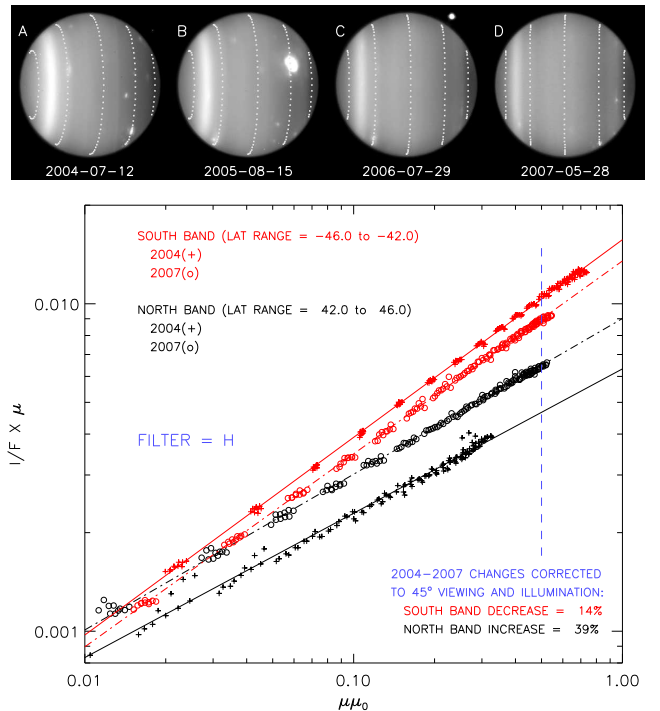 A
B
C
D
2004-07-12
2005-08-15
2006-07-29
2007-05-28
SOUTH BAND (LAT RANGE = -46.0 to -42.0)
2004(+)
2007(o)
NORTH BAND (LAT RANGE = 42.0 to 46.0)
2004(+)
2007(o)
FILTER = H
2004-2007 CHANGES CORRECTED
TO 45° VIEWING AND ILLUMINATION:
SOUTH BAND DECREASE = 14%
NORTH BAND INCREASE = 39%
I/F X μ
0.010
0.001
0.01
0.10
1.00
μμ₀